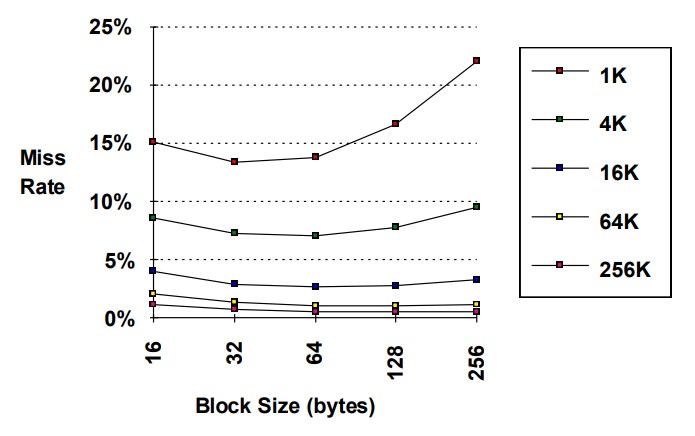 25%
20%
15%
10%
5%
0%
Miss
Rate
16
32
64
128
256
Block Size (bytes)
1K
4K
16K
64K
256K